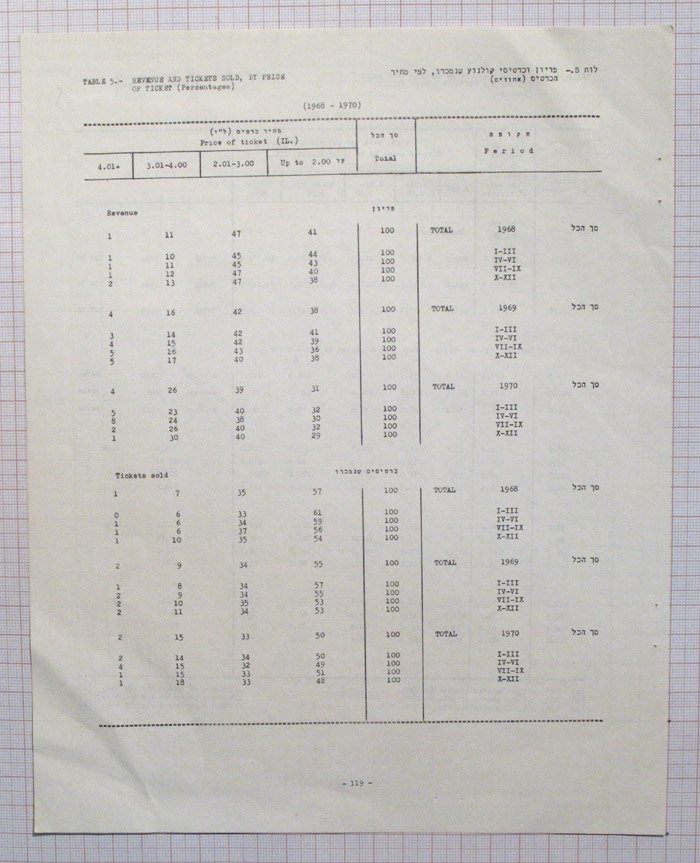 TABLE 5.- REVENUE AND TICKETS SOLD, BY PRICE
OF TICKET (Percentages)
לוח 5.- פדיון וכרטיסי קולנוע שנמכרו, לפי מחיר
הכרטיס (אחוזים)
(1968 - 1970)
מחיר כרטיס (ל"י) סך הכל תקופה
Price of ticket (IL.) Total Period
4.01+ 3.01-4.00 2.01-3.00 Up to 2.00 עד
Revenue פדיון
1 11 47 41 100 TOTAL 1968 סך הכל
1 10 45 44 100 I-III
1 11 45 43 100 IV-VI
1 12 47 40 100 VII-IX
2 13 47 38 100 X-XII
4 16 42 38 100 TOTAL 1969 סך הכל
3 14 42 41 100 I-III
4 15 42 39 100 IV-VI
5 16 43 36 100 VII-IX
5 17 40 38 100 X-XII
4 26 39 31 100 TOTAL 1970 סך הכל
5 23 40 32 100 I-III
8 24 38 30 100 IV-VI
2 26 40 32 100 VII-IX
1 30 40 29 100 X-XII
Tickets sold כרטיסים שנמכרו
1 7 35 57 100 TOTAL 1968 סך הכל
0 6 33 61 100 I-III
1 6 34 59 100 IV-VI
1 6 37 56 100 VII-IX
1 10 35 54 100 X-XII
2 9 34 55 100 TOTAL 1969 סך הכל
1 8 34 57 100 I-III
2 9 34 55 100 IV-VI
2 10 35 53 100 VII-IX
2 11 34 53 100 X-XII
2 15 33 50 100 TOTAL 1970 סך הכל
2 14 34 50 100 I-III
4 15 32 49 100 IV-VI
1 15 33 51 100 VII-IX
1 18 33 48 100 X-XII
- 119 -